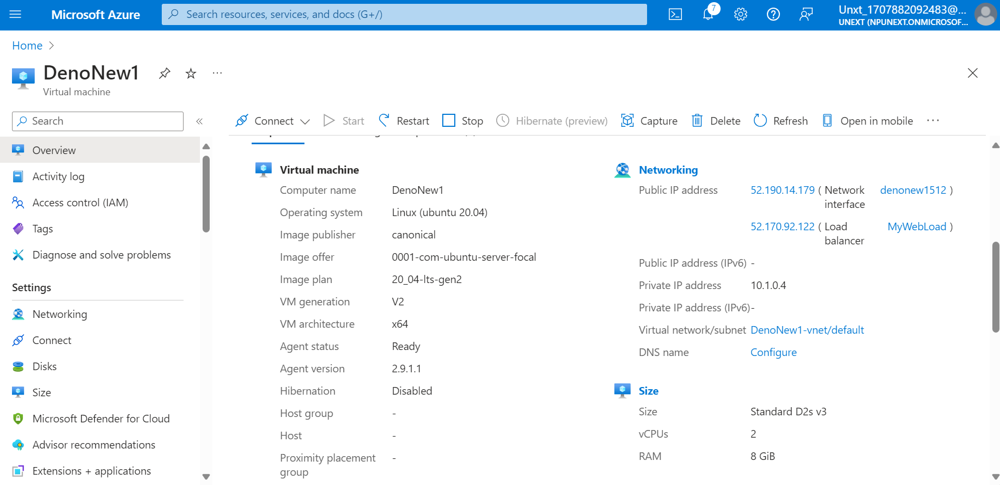 Microsoft Azure
Search resources, services, and docs (G+/)
7
Unxt_1707882092483@...
UNEXT (NPUNEXT.ONMICROSOF...
Home
DenoNew1
Virtual machine
Search
Connect
Start
Restart
Stop
Hibernate (preview)
Capture
Delete
Refresh
Open in mobile
Overview
Activity log
Access control (IAM)
Tags
Diagnose and solve problems
Settings
Networking
Connect
Disks
Size
Microsoft Defender for Cloud
Advisor recommendations
Extensions + applications
Virtual machine
Computer name DenoNew1
Operating system Linux (ubuntu 20.04)
Image publisher canonical
Image offer 0001-com-ubuntu-server-focal
Image plan 20_04-lts-gen2
VM generation V2
VM architecture x64
Agent status Ready
Agent version 2.9.1.1
Hibernation Disabled
Host group -
Host -
Proximity placement -
group
Networking
Public IP address 52.190.14.179 ( Network denonew1512 )
interface
52.170.92.122 ( Load MyWebLoad )
balancer
Public IP address (IPv6) -
Private IP address 10.1.0.4
Private IP address (IPv6) -
Virtual network/subnet DenoNew1-vnet/default
DNS name Configure
Size
Size Standard D2s v3
vCPUs 2
RAM 8 GiB